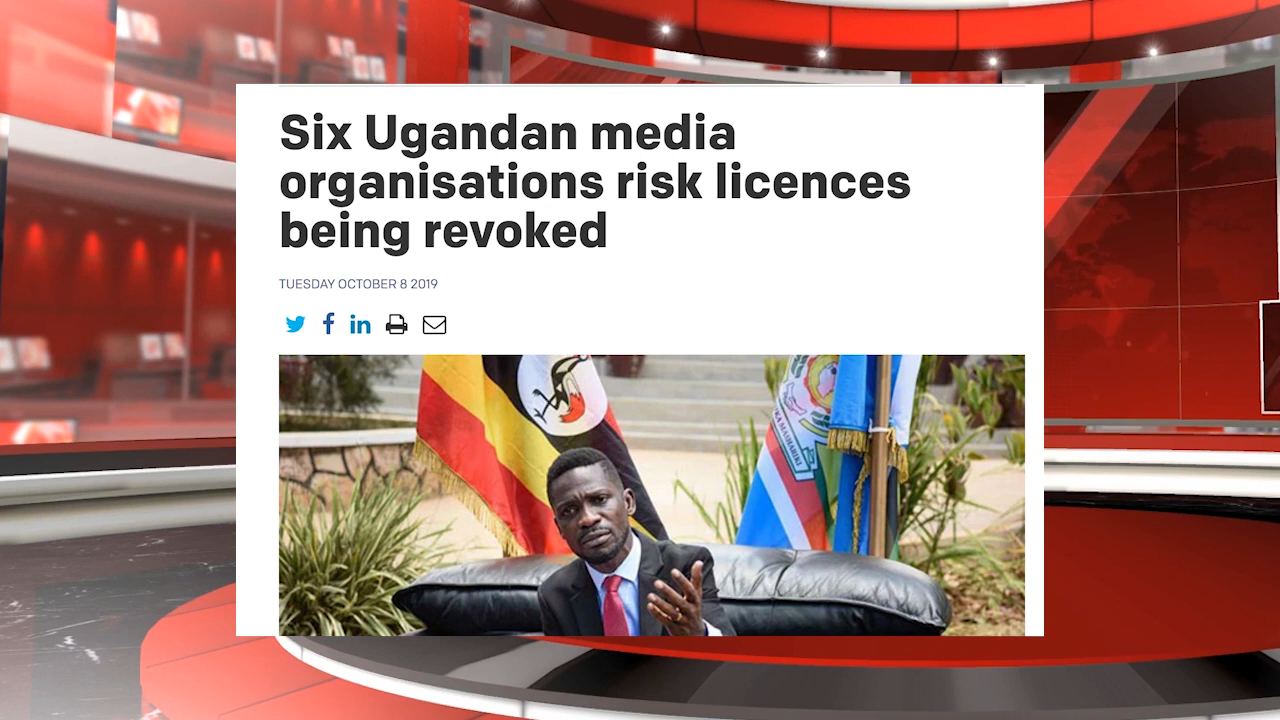 Six Ugandan media
organisations risk licences
being revoked
TUESDAY OCTOBER 8 2019